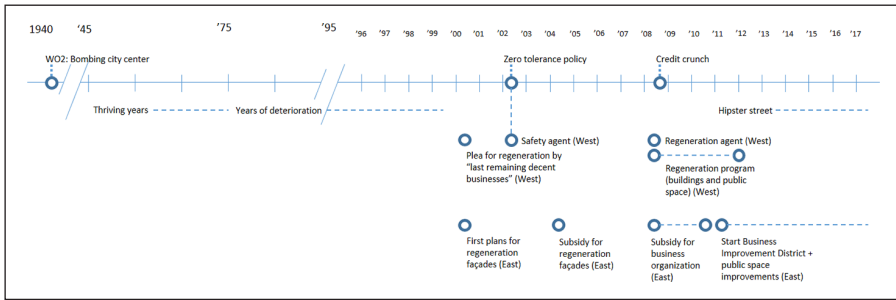 1940 '45 '75 '95 '96 '97 '98 '99 '00 '01 '02 '03 '04 '05 '06 '07 '08 '09 '10 '11 '12 '13 '14 '15 '16 '17
WO2: Bombing city center
Zero tolerance policy
Credit crunch
Thriving years
Years of deterioration
Hipster street
Safety agent (West)
Regeneration agent (West)
Plea for regeneration by
“last remaining decent
businesses” (West)
Regeneration program
(buildings and public
space) (West)
First plans for
regeneration
façades (East)
Subsidy for
regeneration
façades (East)
Subsidy for
business
organization (East)
Start Business
Improvement District +
public space
improvements (East)